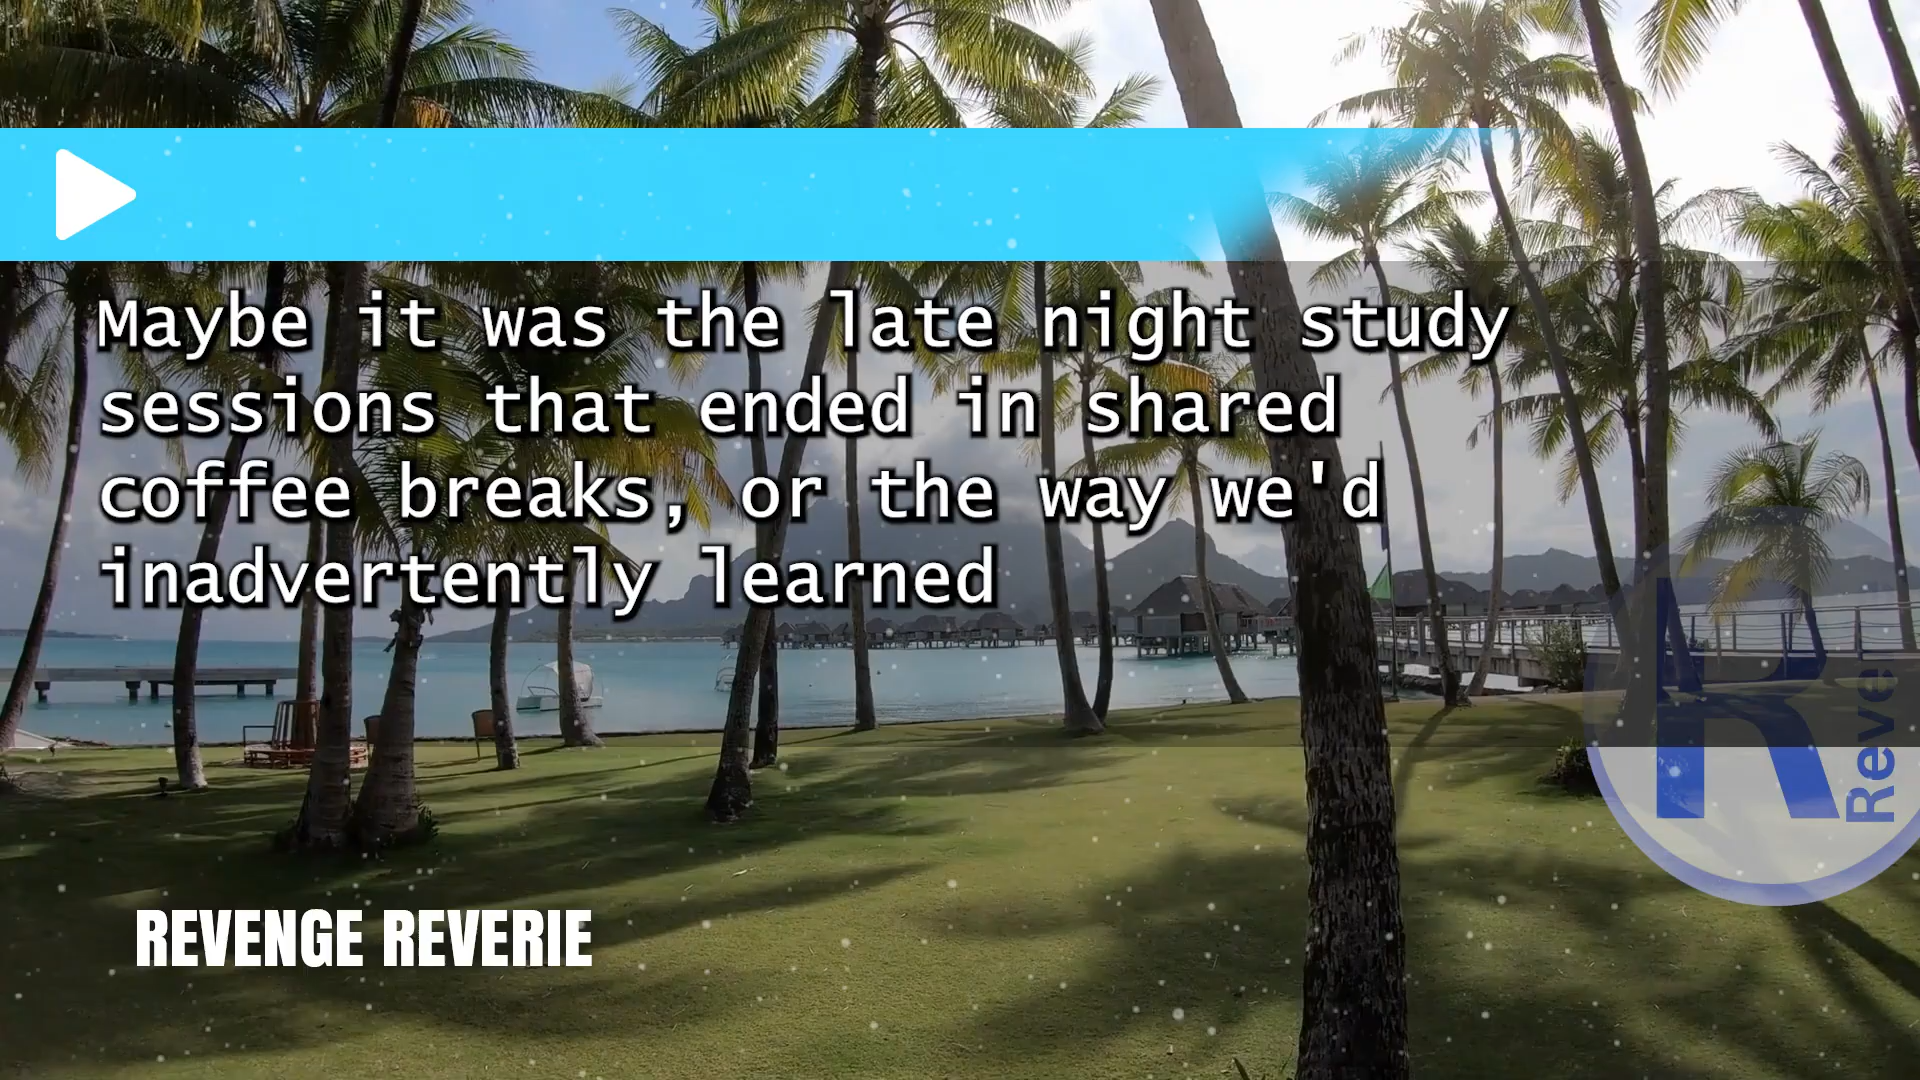 Maybe it was the late night study
sessions that ended in shared
coffee breaks, or the way we'd
inadvertently learned
R
Reve
REVENGE REVERIE